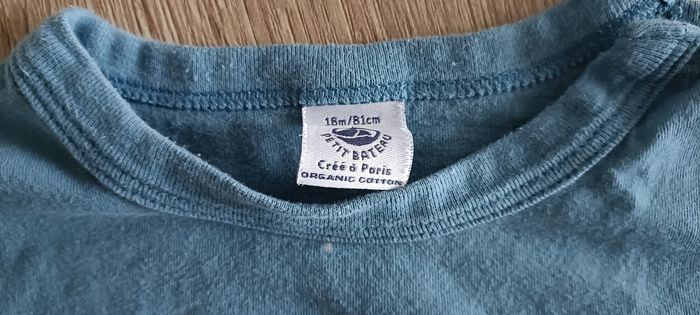 18m/81cm
PETIT BATEAU
Créé à Paris
ORGANIC COTTON